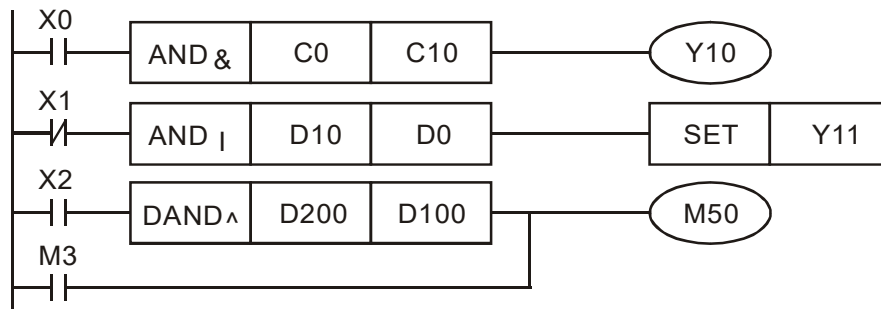 X0
AND & C0 C10 Y10
X1
AND | D10 D0 SET Y11
X2
DAND ^ D200 D100 M50
M3